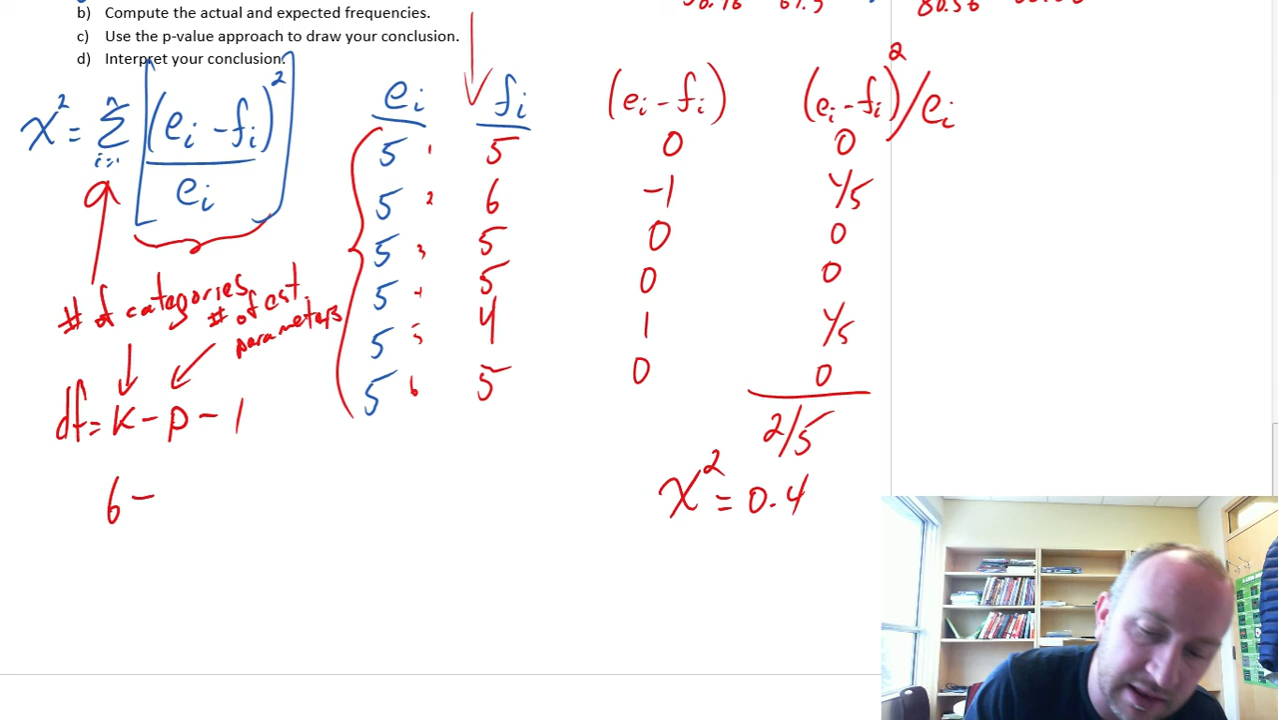 b) Compute the actual and expected frequencies.
c) Use the p-value approach to draw your conclusion.
d) Interpret your conclusion.
80.56
χ² = Σ i=1 n [(ei - fi)² / ei]
ei fi (ei - fi) (ei - fi)²/ei
5 1 5 0 0
5 2 6 -1 1/5
5 3 5 0 0
5 4 5 0 0
5 5 4 1 1/5
5 6 5 0 0
2/5
χ² = 0.4
# of categories
# of est.
parameters
df = K - P - 1
6 -